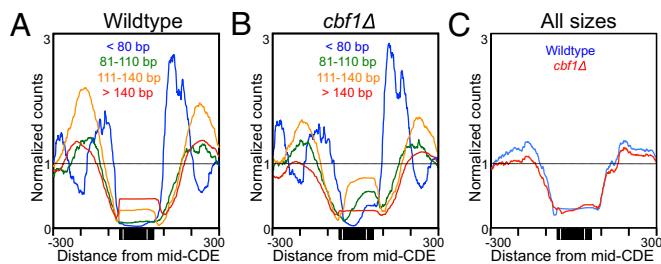 A
Wildtype
Normalized counts
3
1
0
< 80 bp
81-110 bp
111-140 bp
> 140 bp
-300
300
Distance from mid-CDE
B
cbf1Δ
Normalized counts
3
1
0
< 80 bp
81-110 bp
111-140 bp
> 140 bp
-300
300
Distance from mid-CDE
C
All sizes
Normalized counts
3
1
0
Wildtype
cbf1Δ
-300
300
Distance from mid-CDE